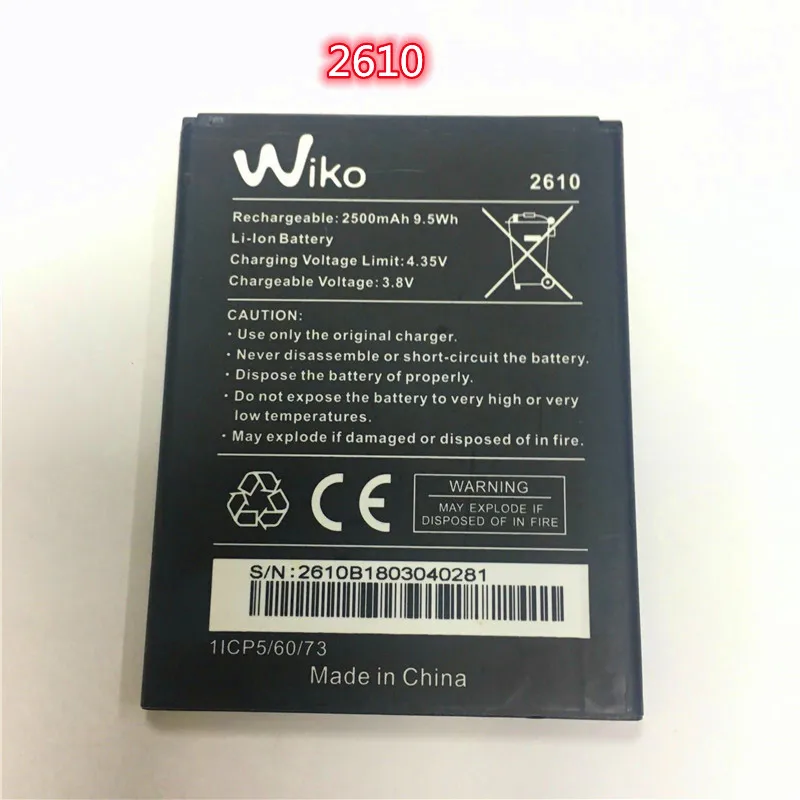 2610
Wiko
2610
Rechargeable: 2500mAh 9.5Wh
Li-Ion Battery
Charging Voltage Limit: 4.35V
Chargeable Voltage: 3.8V
CAUTION:
· Use only the original charger.
· Never disassemble or short-circuit the battery.
· Dispose the battery of properly.
· Do not expose the battery to very high or very
low temperatures.
· May explode if damaged or disposed of in fire.
CE
WARNING
MAY EXPLODE IF
DISPOSED OF IN FIRE
S/N: 2610B1803040281
1ICP5/60/73
Made in China